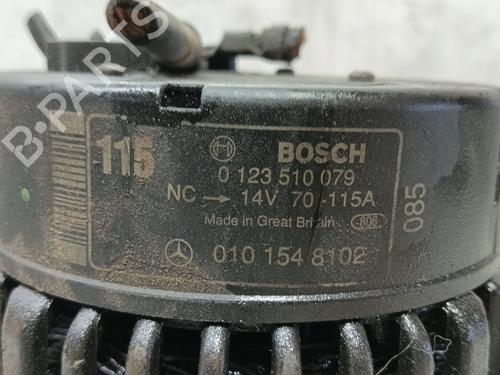 115
BOSCH
0 123 510 079
NC → 14V 70-115A
Made in Great Britain
806
010 154 8102
085
B-PARTS